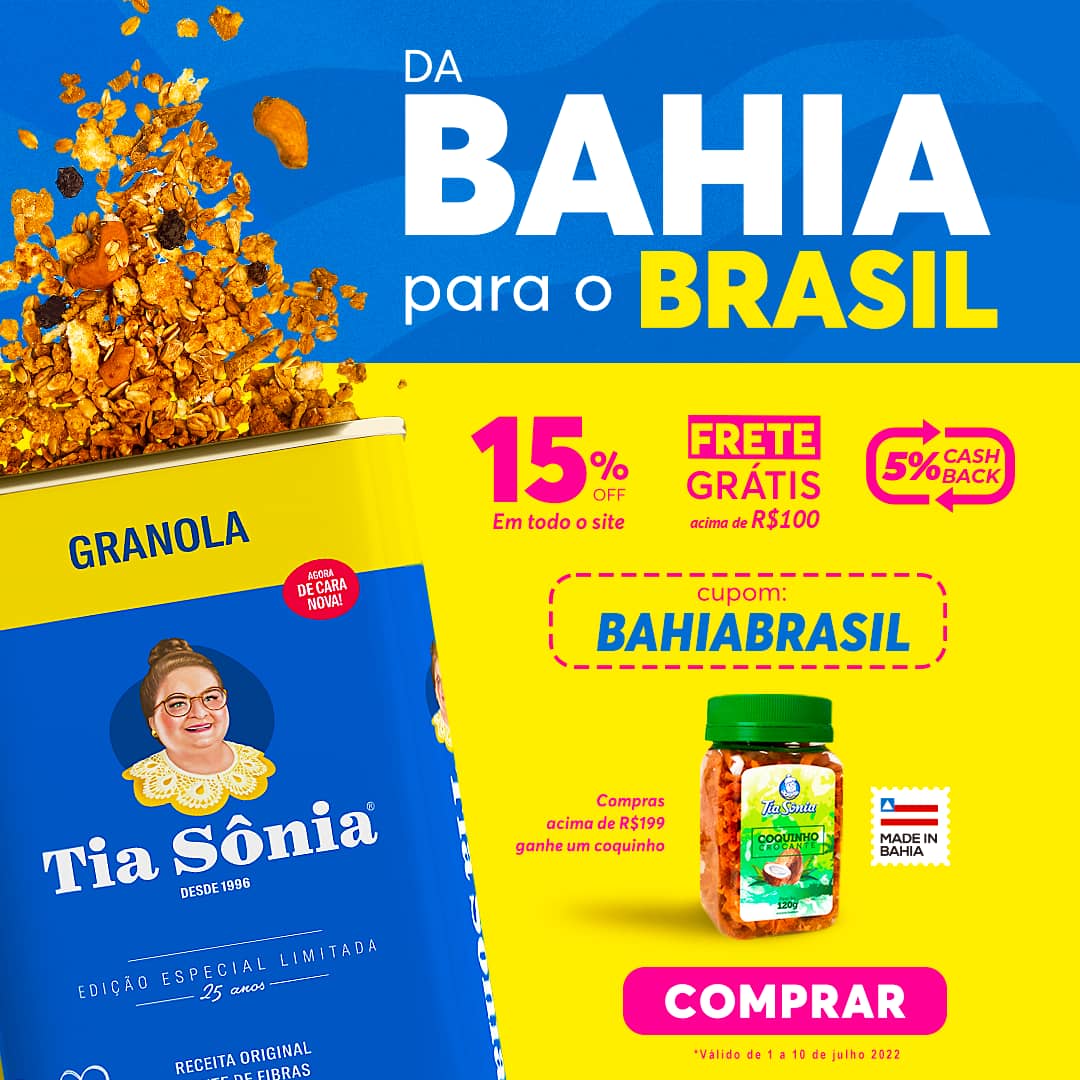 DA
BAHIA
para o BRASIL
15% OFF
Em todo o site
FRETE
GRÁTIS
acima de R$100
5% CASH
BACK
cupom:
BAHIABRASIL
GRANOLA
AGORA
DE CARA
NOVA!
Tia Sônia®
DESDE 1996
EDIÇÃO ESPECIAL LIMITADA
25 anos
RECEITA ORIGINAL
DE FIBRAS
Compras
acima de R$199
ganhe um coquinho
Tia Sônia
COQUINHO
CROCANTE
120g
MADE IN
BAHIA
COMPRAR
*Válido de 1 a 10 de julho 2022